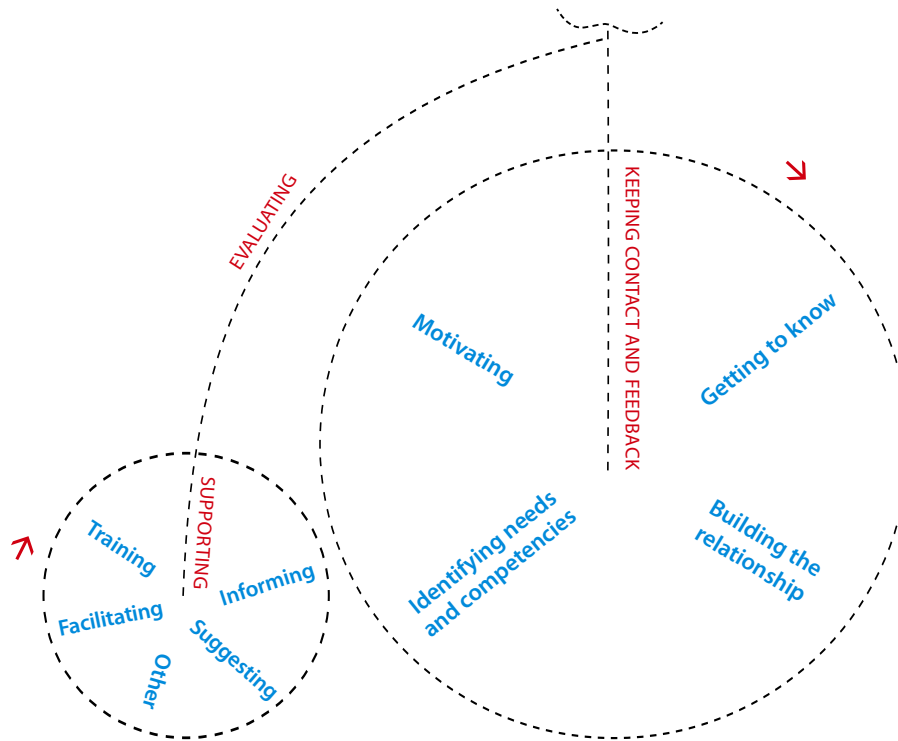 EVALUATING
KEEPING CONTACT AND FEEDBACK
Motivating
Getting to know
Identifying needs
and competencies
Building the
relationship
SUPPORTING
Training
Informing
Facilitating
Suggesting
Other